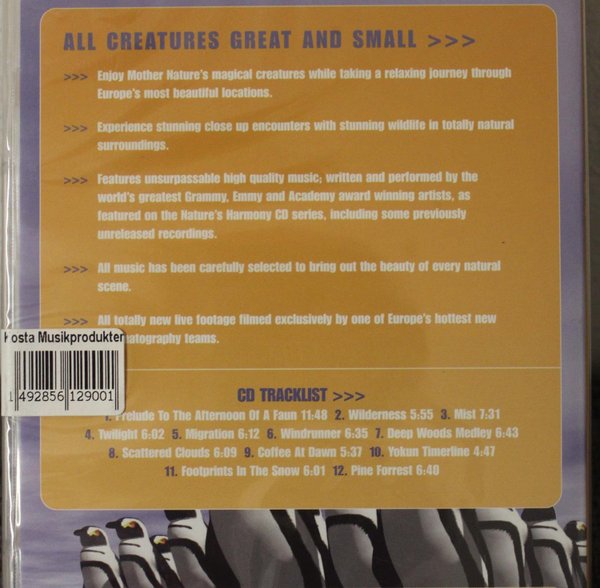 ALL CREATURES GREAT AND SMALL >>>
>>> Enjoy Mother Nature's magical creatures while taking a relaxing journey through
Europe's most beautiful locations.
>>> Experience stunning close up encounters with stunning wildlife in totally natural
surroundings.
>>> Features unsurpassable high quality music; written and performed by the
world's greatest Grammy, Emmy and Academy award winning artists, as
featured on the Nature's Harmony CD series, including some previously
unreleased recordings.
>>> All music has been carefully selected to bring out the beauty of every natural
scene.
>>> All totally new live footage filmed exclusively by one of Europe's hottest new
matography teams.
Kosta Musikprodukter
1 492856 129001
CD TRACKLIST >>>
1. Prelude To The Afternoon Of A Faun 11:48 2. Wilderness 5:55 3. Mist 7:31
4. Twilight 6:02 5. Migration 6:12 6. Windrunner 6:35 7. Deep Woods Medley 6:43
8. Scattered Clouds 6:09 9. Coffee At Dawn 5:37 10. Yokun Timerline 4:47
11. Footprints In The Snow 6:01 12. Pine Forrest 6:40